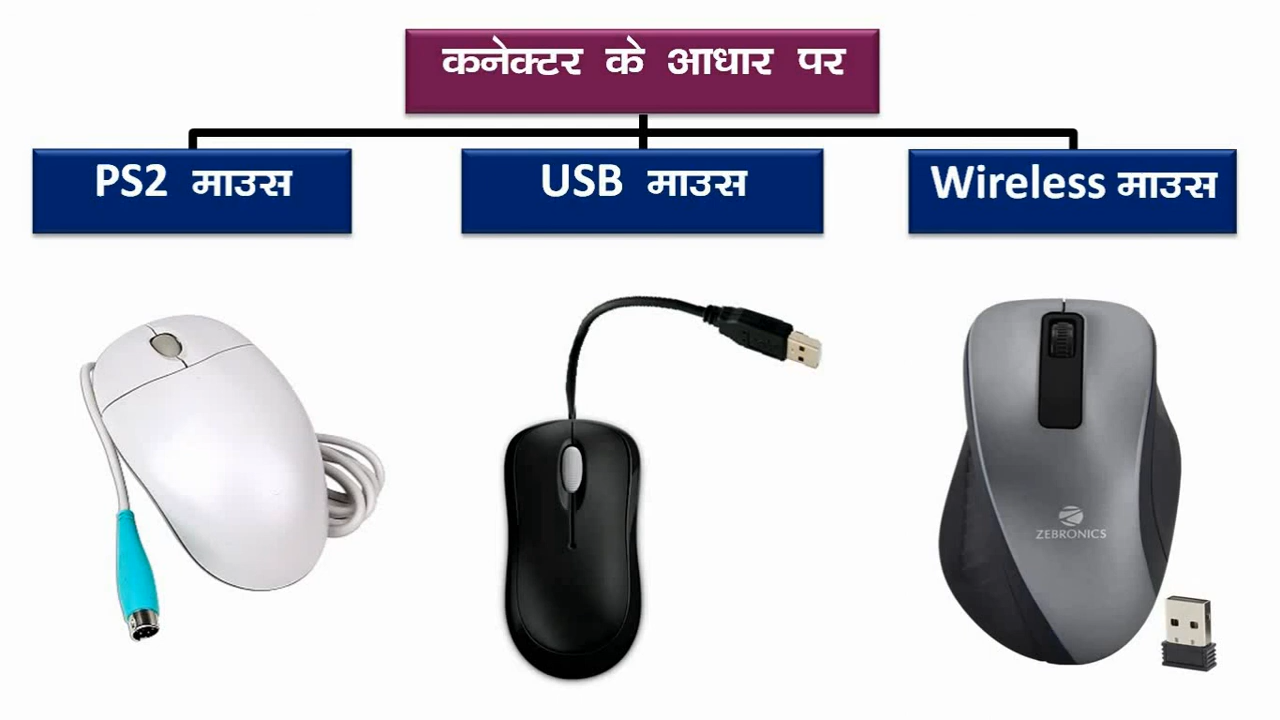 कनेक्टर के आधार पर
PS2 माउस
USB माउस
Wireless माउस
ZEBRONICS